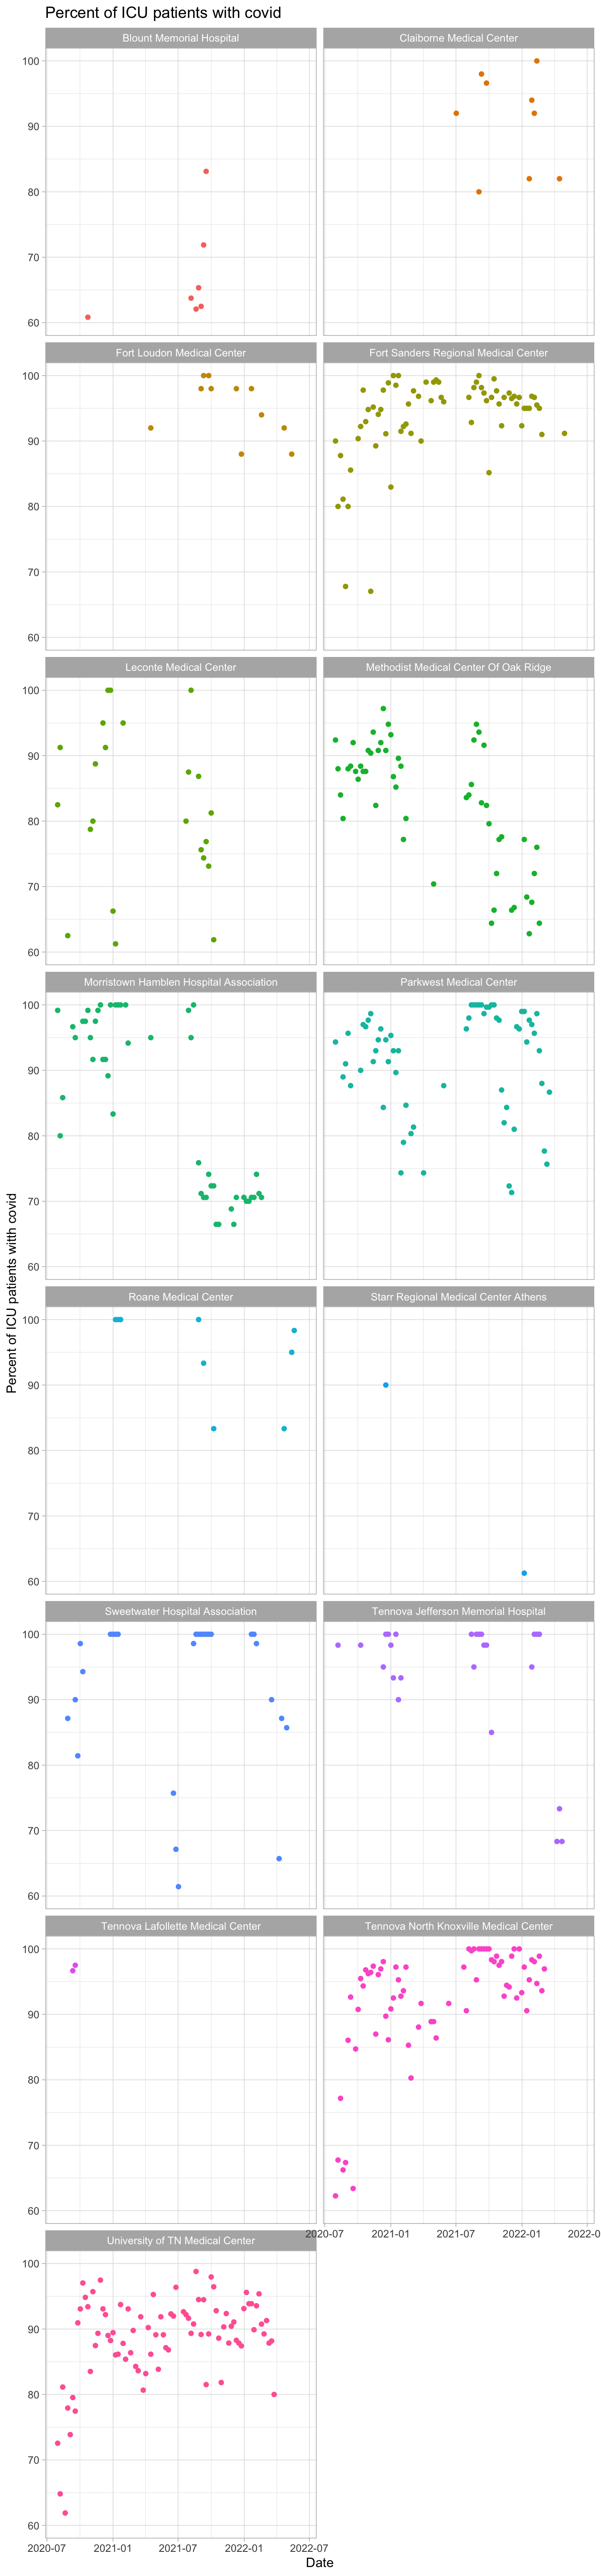 Percent of ICU patients with covid
Blount Memorial Hospital
Claiborne Medical Center
100
90
80
70
60
Fort Loudon Medical Center
Fort Sanders Regional Medical Center
100
90
80
70
60
Leconte Medical Center
Methodist Medical Center Of Oak Ridge
100
90
80
70
60
Morristown Hamblen Hospital Association
Parkwest Medical Center
100
90
80
70
60
Percent of ICU patients witth covid
Roane Medical Center
Starr Regional Medical Center Athens
100
90
80
70
60
Sweetwater Hospital Association
Tennova Jefferson Memorial Hospital
100
90
80
70
60
Tennova Lafollette Medical Center
Tennova North Knoxville Medical Center
100
90
80
70
60
2020-07
2021-01
2021-07
2022-01
2022-0
University of TN Medical Center
100
90
80
70
60
2020-07
2021-01
2021-07
2022-01
2022-07
Date